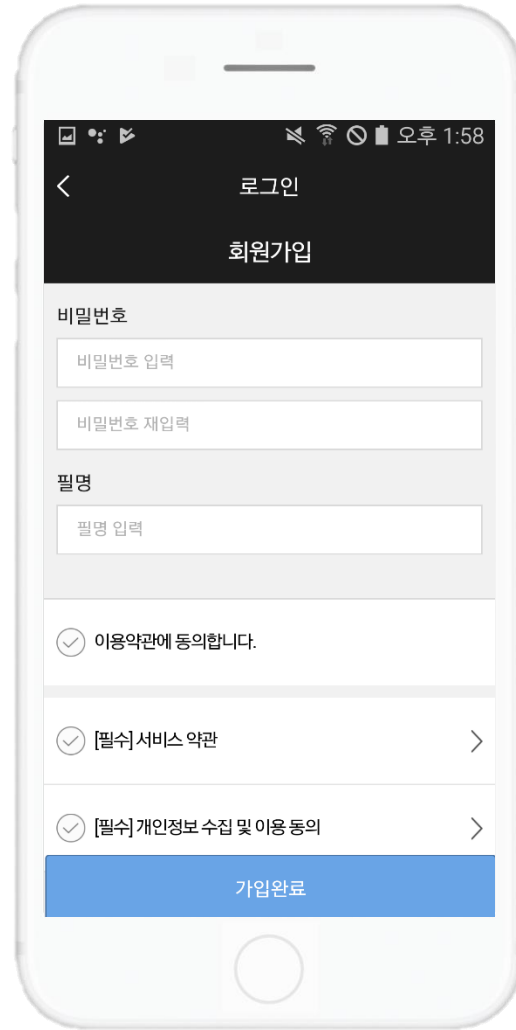 오후 1:58
로그인
회원가입
비밀번호
비밀번호 입력
비밀번호 재입력
필명
필명 입력
이용약관에 동의합니다.
[필수] 서비스 약관
[필수] 개인정보 수집 및 이용 동의
가입완료